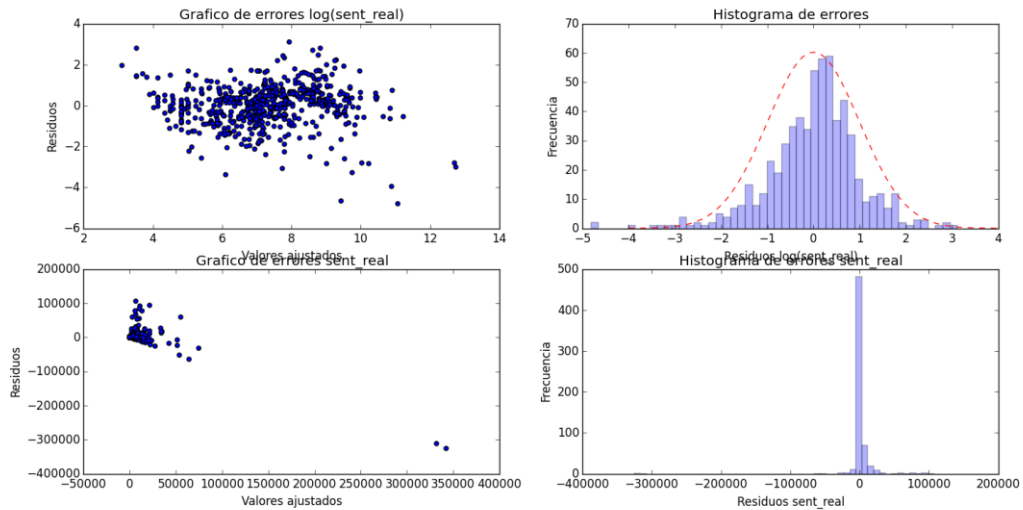 Grafico de errores log(sent_real)
4
2
0
−2
−4
−6
Residuos
2 4 6 8 10 12 14
Valores ajustados
Histograma de errores
70
60
50
40
30
20
10
0
Frecuencia
−5 −4 −3 −2 −1 0 1 2 3 4
Residuos log(sent_real)
Grafico de errores sent_real
200000
100000
0
−100000
−200000
−300000
−400000
Residuos
−50000 0 50000 100000 150000 200000 250000 300000 350000 400000
Valores ajustados
Histograma de errores sent_real
500
400
300
200
100
0
Frecuencia
−400000 −300000 −200000 −100000 0 100000 200000
Residuos sent_real